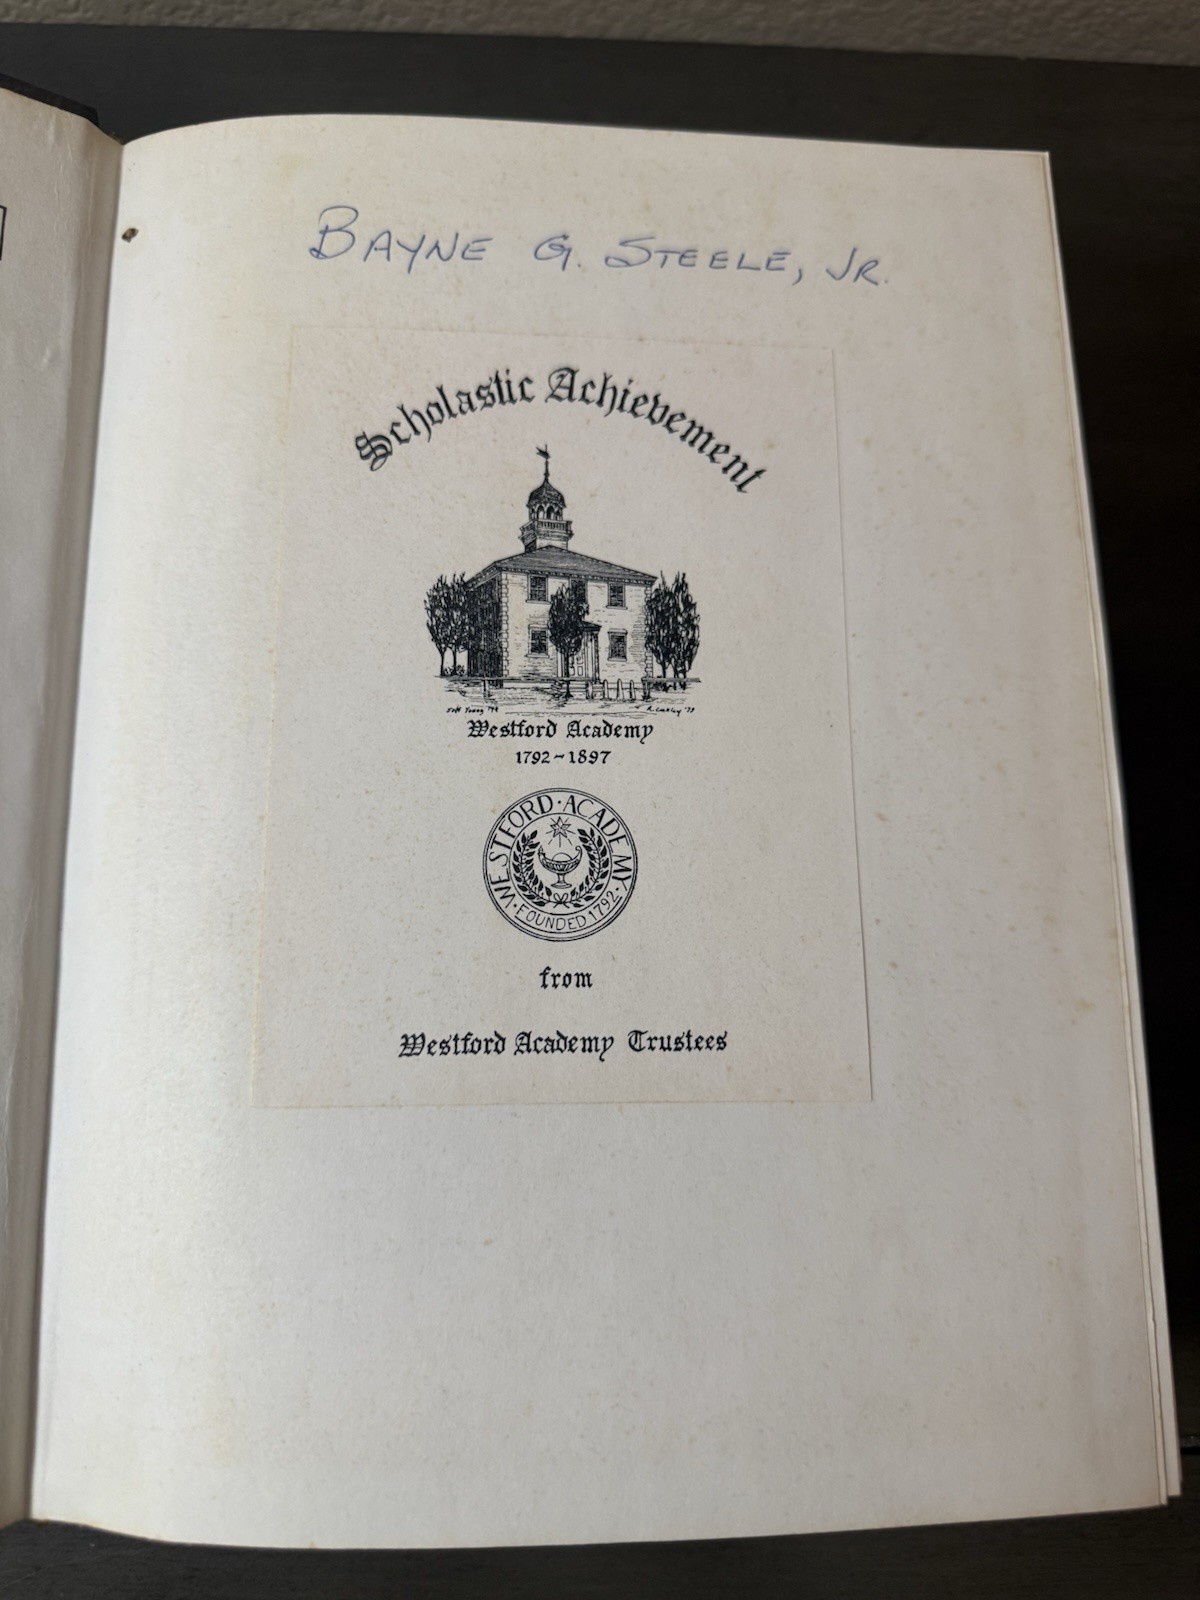 BAYNE G. STEELE, JR.
Scholastic Achievement
Westford Academy
1792~1897
WESTFORD·ACADEMY·
·FOUNDED 1792·
from
Westford Academy Trustees